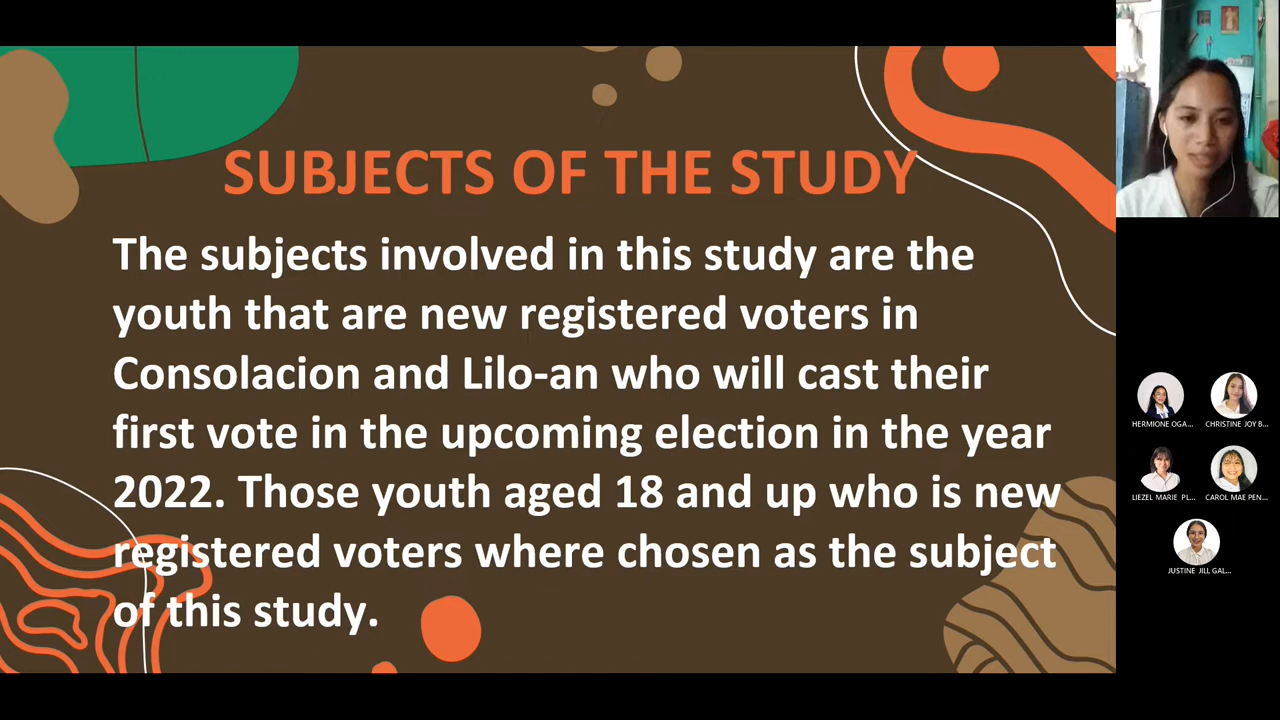 SUBJECTS OF THE STUDY
The subjects involved in this study are the
youth that are new registered voters in
Consolacion and Lilo-an who will cast their
first vote in the upcoming election in the year
2022. Those youth aged 18 and up who is new
registered voters where chosen as the subject
of this study.
HERMIONE OGA...
CHRISTINE JOY B...
LIEZEL MARIE PL...
CAROL MAE PEN...
JUSTINE JILL GAL...